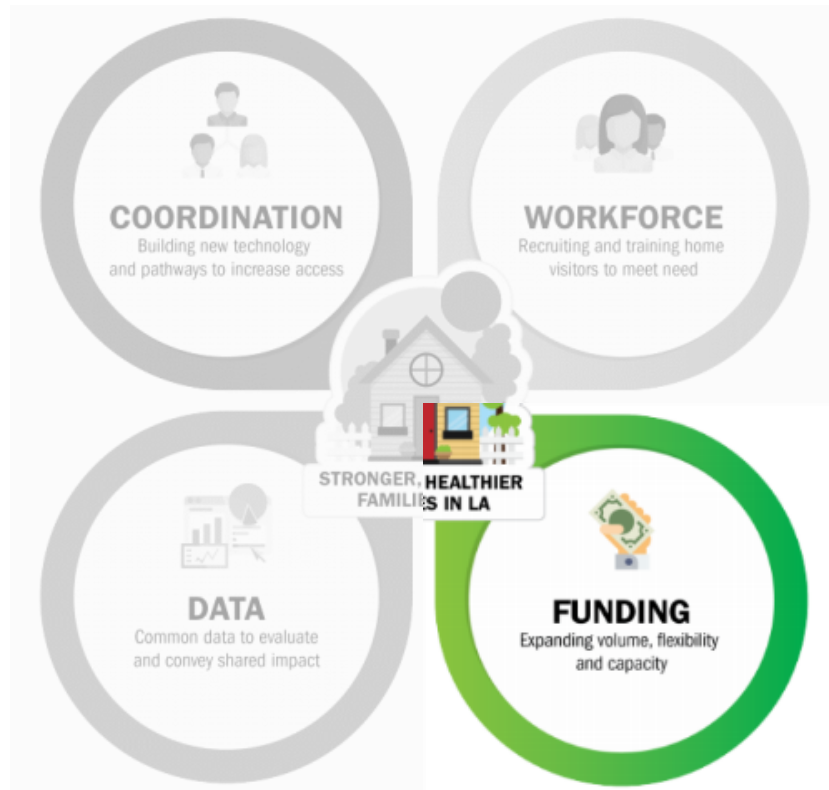 COORDINATION
Building new technology
and pathways to increase access
WORKFORCE
Recruiting and training home
visitors to meet need
STRONGER, HEALTHIER
FAMILIES IN LA
DATA
Common data to evaluate
and convey shared impact
FUNDING
Expanding volume, flexibility
and capacity